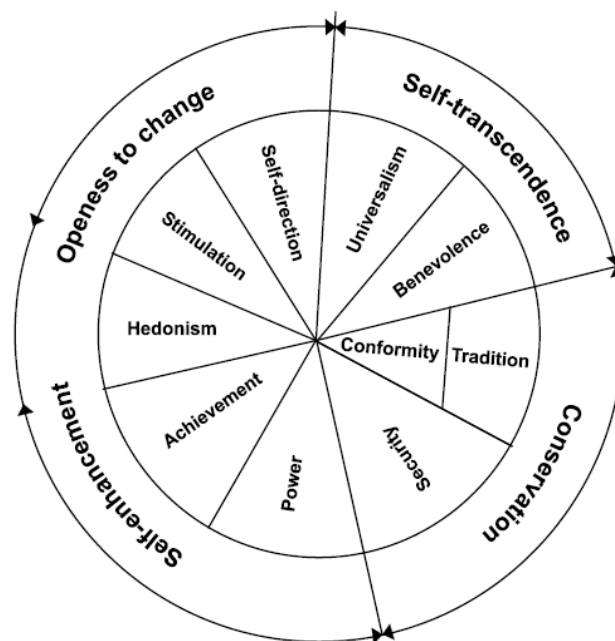 Openess to change
Self-transcendence
Self-direction
Universalism
Stimulation
Benevolence
Hedonism
Conformity
Tradition
Achievement
Power
Security
Self-enhancement
Conservation